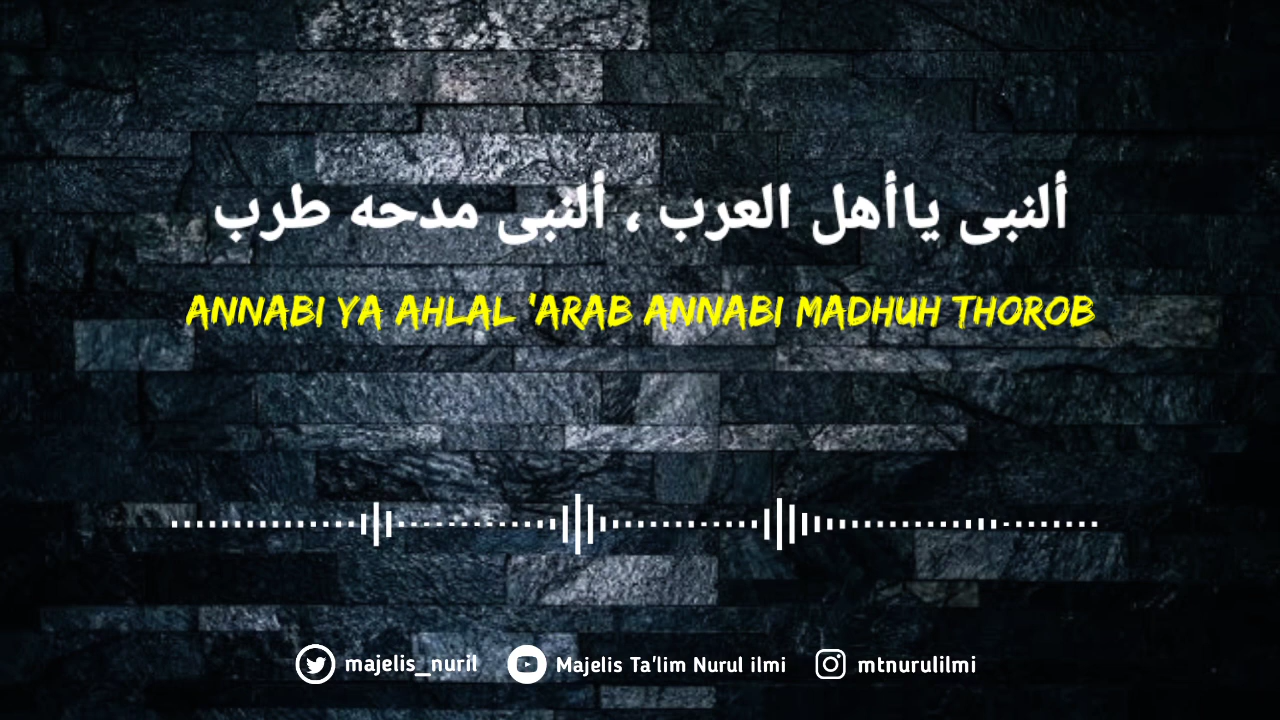 ألنبى ياأهل العرب ، ألنبى مدحه طرب
ANNABI YA AHLAL 'ARAB ANNABI MADHUH THOROB
majelis_nuril Majelis Ta'lim Nurul ilmi mtnurulilmi